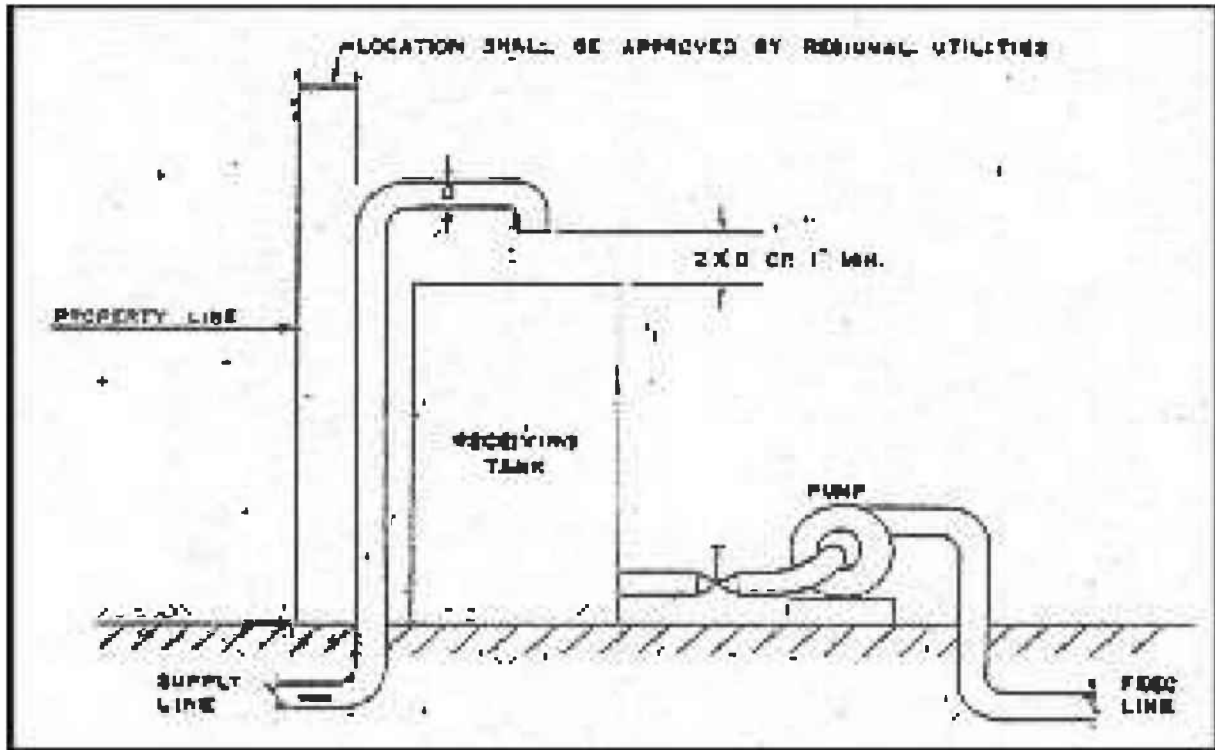 LOCATION SHALL BE APPROVED BY REGIONAL UTILITIES
D
2XD OR 1" MIN.
PROPERTY LINE
RECEIVING
TANK
PUMP
SUPPLY
LINE
FEED
LINE